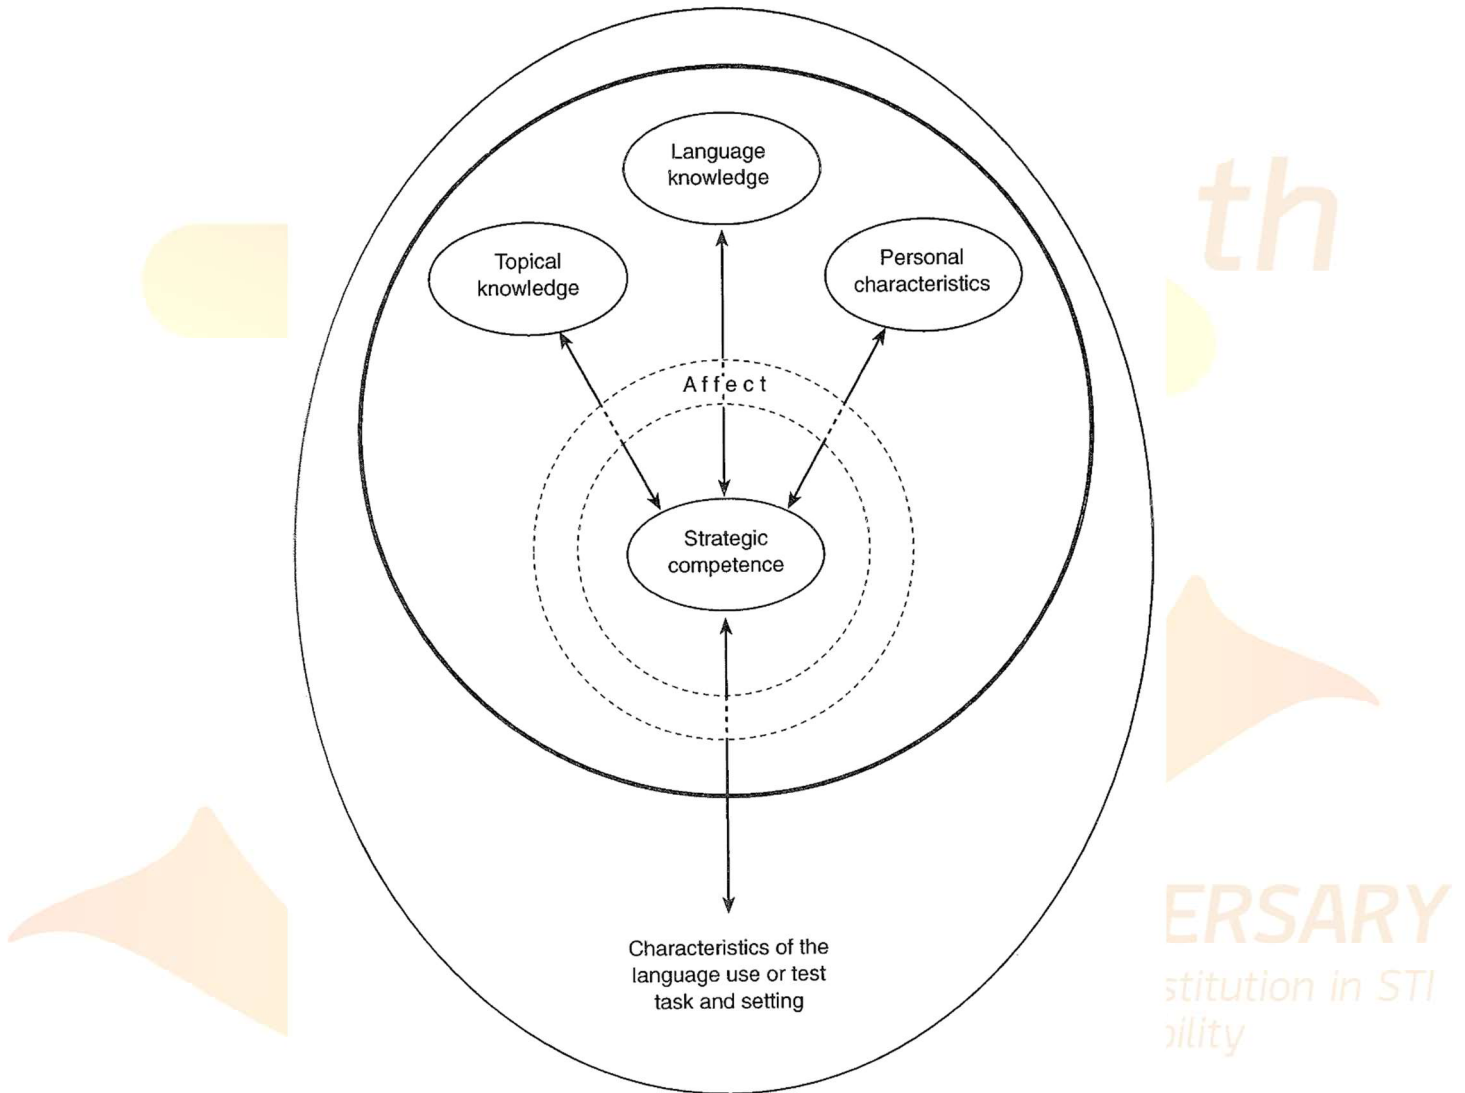 Language
knowledge
Topical
knowledge
Personal
characteristics
Affect
Strategic
competence
Characteristics of the
language use or test
task and setting
th
ERSARY
stitution in STI
bility